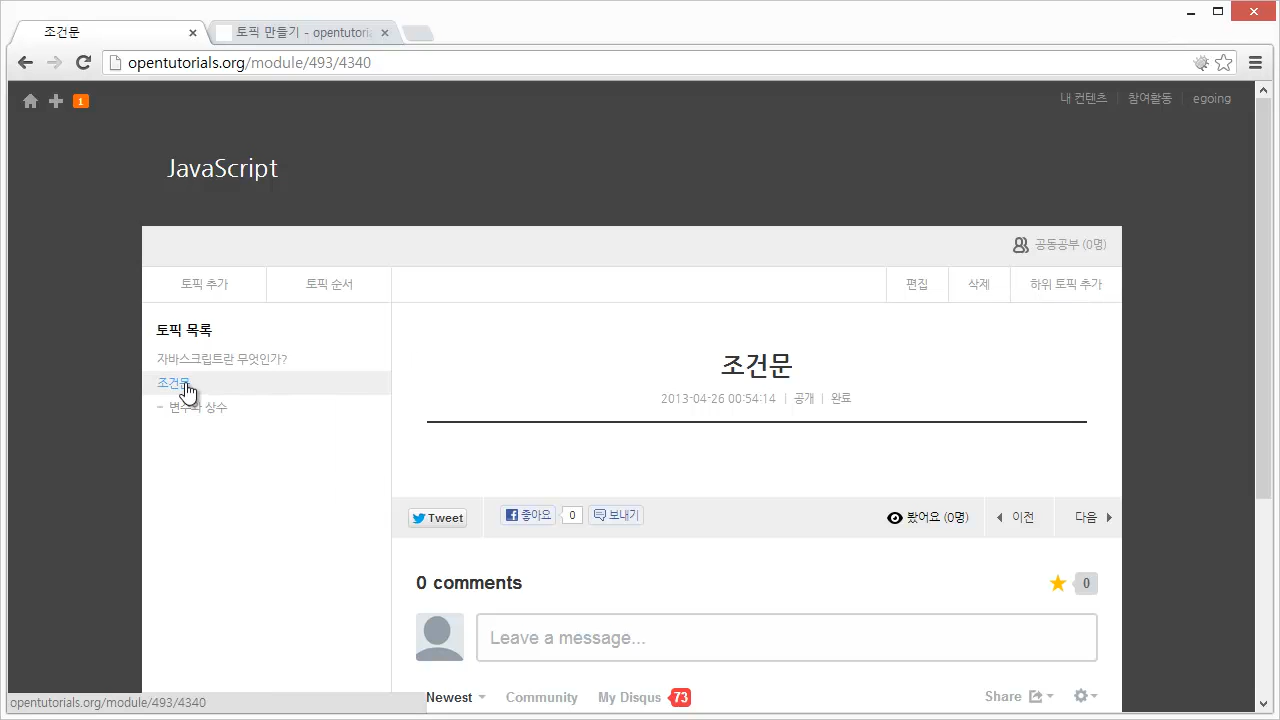 조건문
토픽 만들기 - opentutoria
opentutorials.org/module/493/4340
1
내 컨텐츠 참여활동 egoing
JavaScript
공동공부 (0명)
토픽 추가 토픽 순서 편집 삭제 하위 토픽 추가
토픽 목록
자바스크립트란 무엇인가?
조건문
- 변수와 상수
조건문
2013-04-26 00:54:14 | 공개 | 완료
Tweet 좋아요 0 보내기 봤어요 (0명) 이전 다음
0 comments 0
Leave a message...
Newest Community My Disqus 73 Share
opentutorials.org/module/493/4340